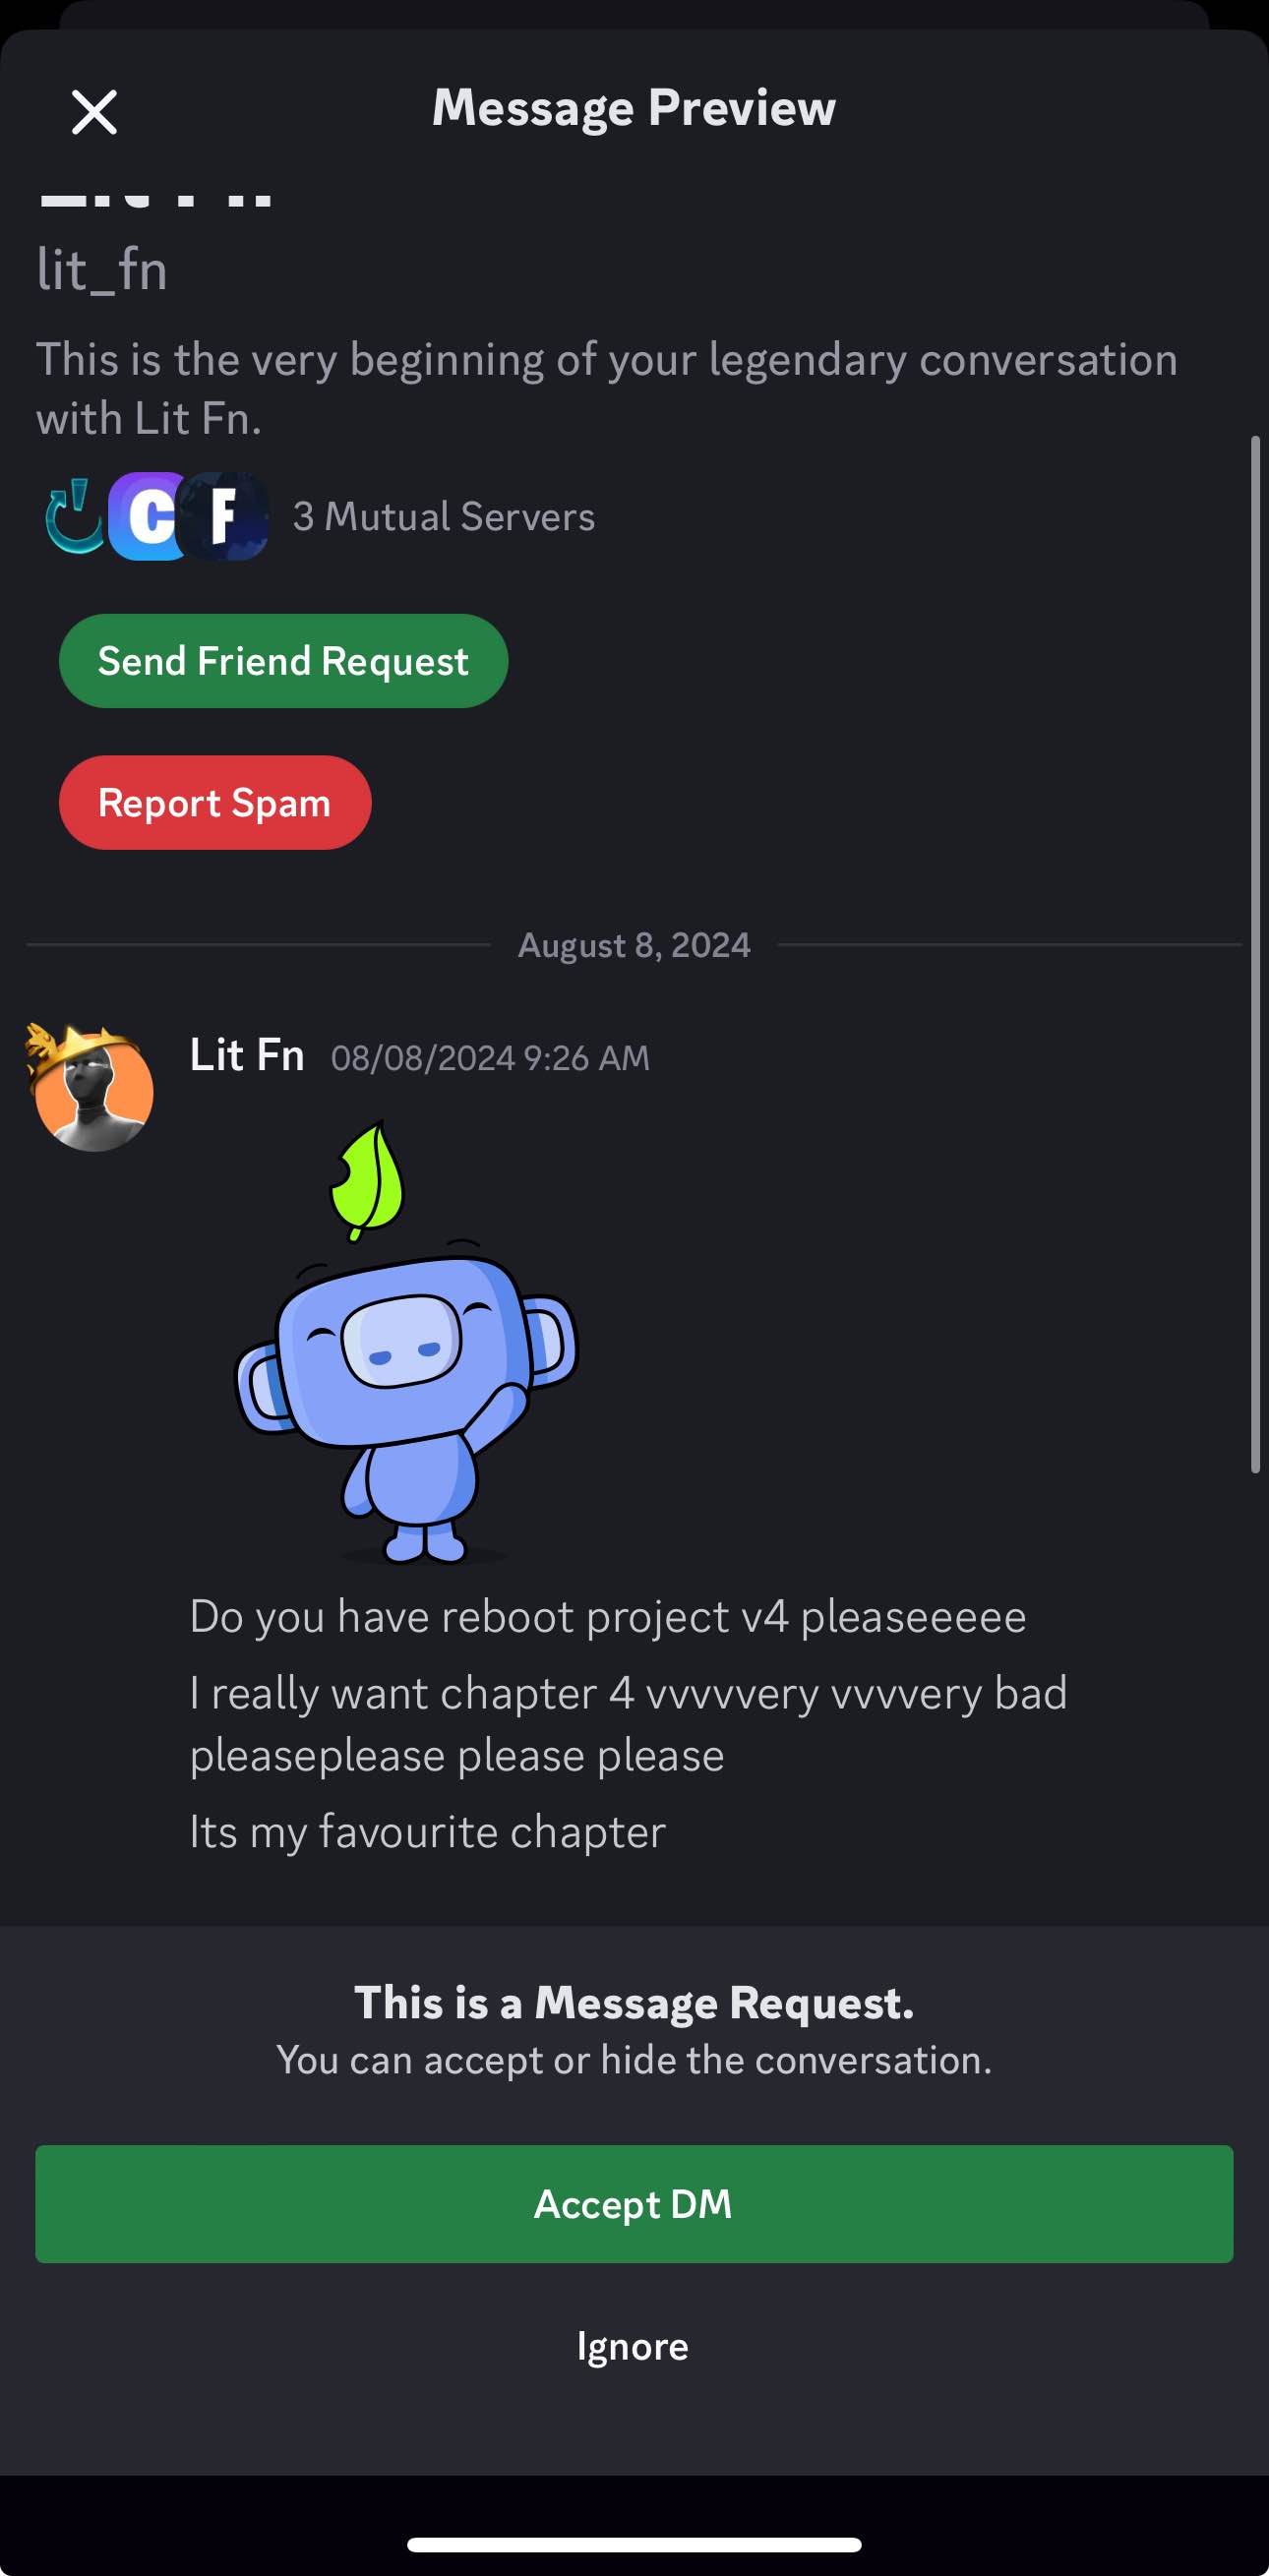 Message Preview
lit_fn
This is the very beginning of your legendary conversation
with Lit Fn.
C
F
3 Mutual Servers
Send Friend Request
Report Spam
August 8, 2024
Lit Fn 08/08/2024 9:26 AM
Do you have reboot project v4 pleaseeeee
I really want chapter 4 vvvvvery vvvvery bad
pleaseplease please please
Its my favourite chapter
This is a Message Request.
You can accept or hide the conversation.
Accept DM
Ignore